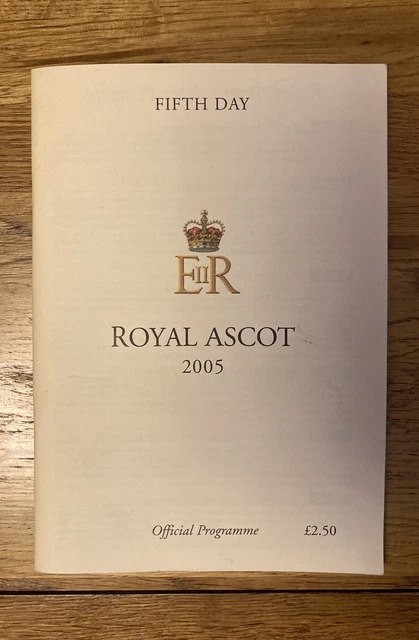 FIFTH DAY
EIIR
ROYAL ASCOT
2005
Official Programme £2.50